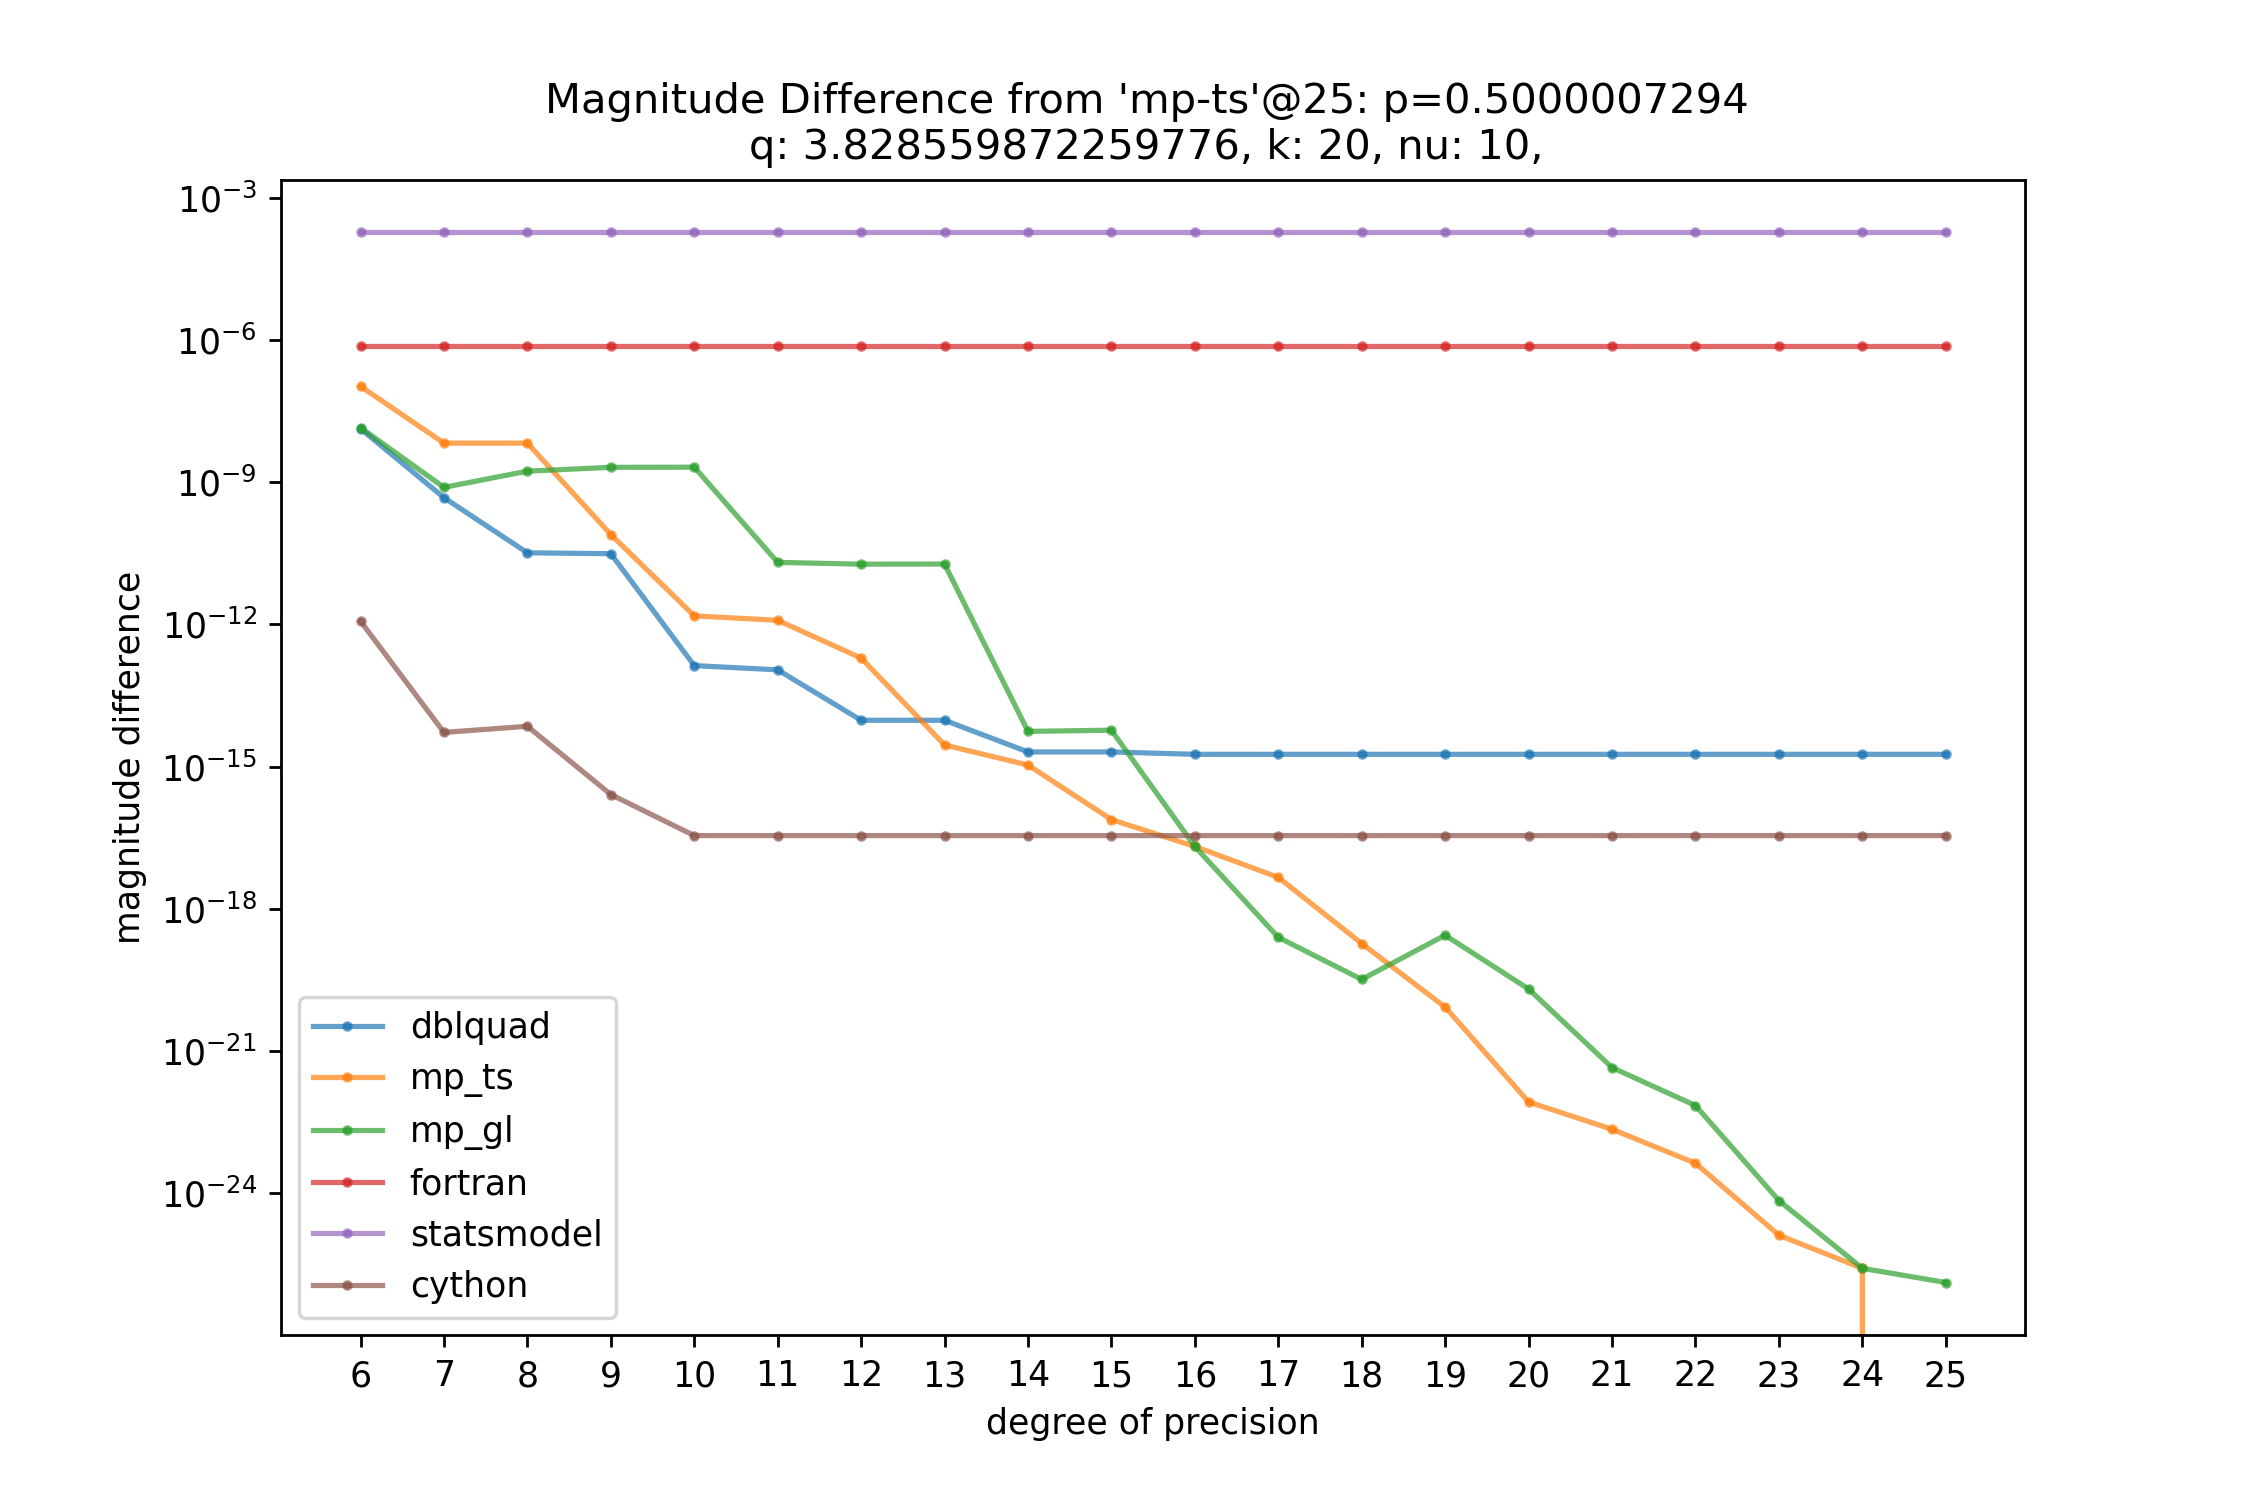 Magnitude Difference from 'mp-ts'@25: p=0.5000007294
q: 3.828559872259776, k: 20, nu: 10,
10⁻³
10⁻⁶
10⁻⁹
10⁻¹²
10⁻¹⁵
10⁻¹⁸
10⁻²¹
10⁻²⁴
magnitude difference
dblquad
mp_ts
mp_gl
fortran
statsmodel
cython
6 7 8 9 10 11 12 13 14 15 16 17 18 19 20 21 22 23 24 25
degree of precision